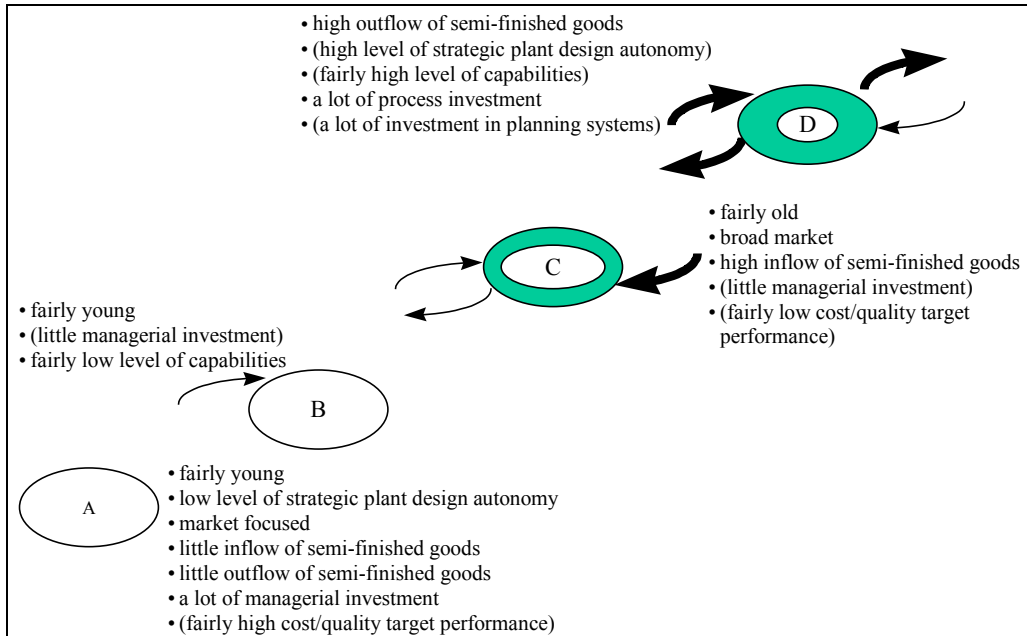 • high outflow of semi-finished goods
• (high level of strategic plant design autonomy)
• (fairly high level of capabilities)
• a lot of process investment
• (a lot of investment in planning systems)
D
• fairly old
• broad market
• high inflow of semi-finished goods
• (little managerial investment)
• (fairly low cost/quality target
performance)
C
• fairly young
• (little managerial investment)
• fairly low level of capabilities
B
A
• fairly young
• low level of strategic plant design autonomy
• market focused
• little inflow of semi-finished goods
• little outflow of semi-finished goods
• a lot of managerial investment
• (fairly high cost/quality target performance)